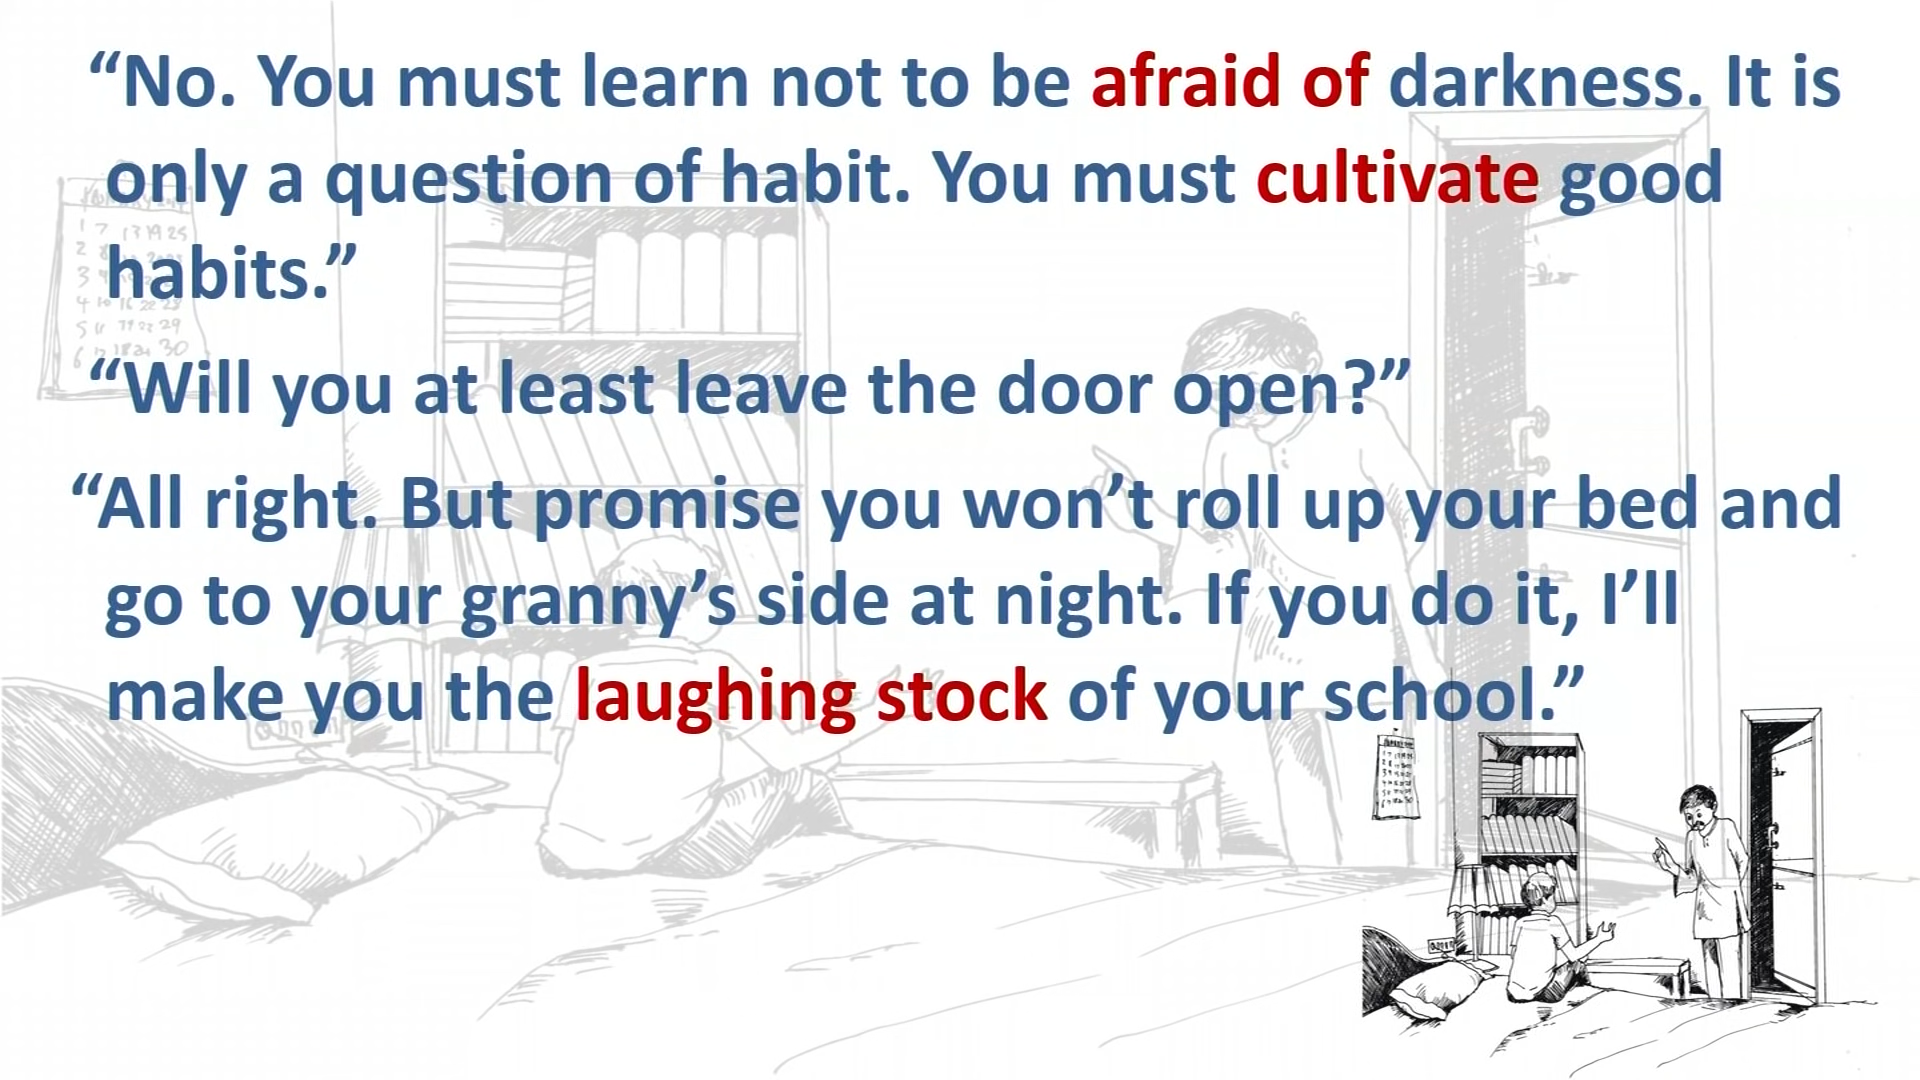 “No. You must learn not to be afraid of darkness. It is
only a question of habit. You must cultivate good
habits.”
“Will you at least leave the door open?”
“All right. But promise you won’t roll up your bed and
go to your granny’s side at night. If you do it, I’ll
make you the laughing stock of your school.”